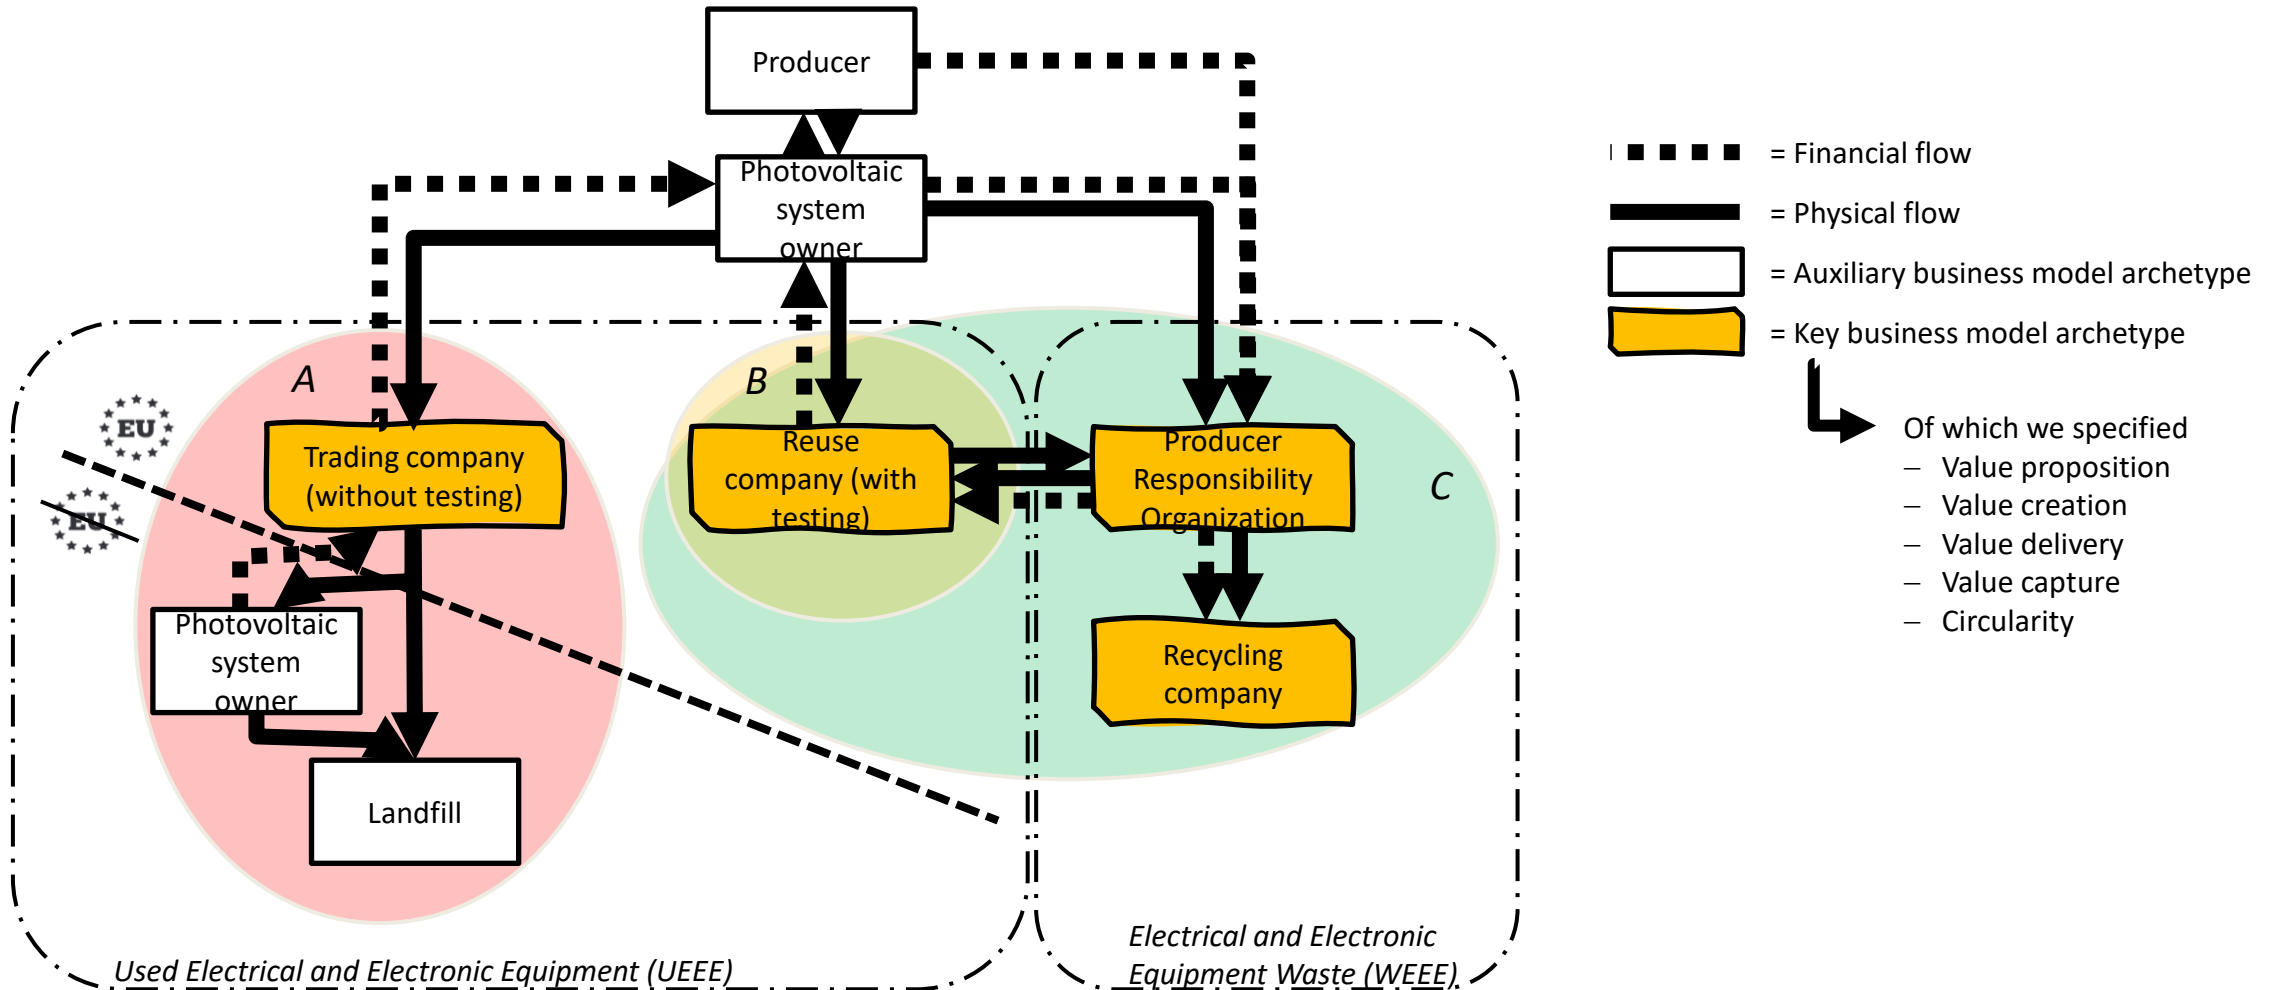 Producer
Photovoltaic
system
owner
= Financial flow
= Physical flow
= Auxiliary business model archetype
= Key business model archetype
Of which we specified
– Value proposition
– Value creation
– Value delivery
– Value capture
– Circularity
A
B
C
EU
EU
Trading company
(without testing)
Reuse
company (with
testing)
Producer
Responsibility
Organization
Photovoltaic
system
owner
Recycling
company
Landfill
Used Electrical and Electronic Equipment (UEEE)
Electrical and Electronic
Equipment Waste (WEEE)